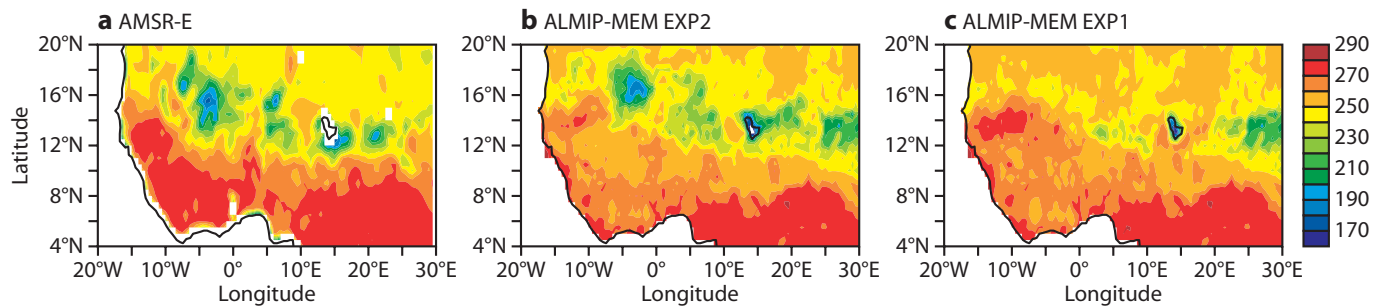 a AMSR-E
b ALMIP-MEM EXP2
c ALMIP-MEM EXP1
20°N
16°N
12°N
8°N
4°N
Latitude
20°W
10°W
0°
10°E
20°E
30°E
Longitude
20°N
16°N
12°N
8°N
4°N
20°W
10°W
0°
10°E
20°E
30°E
Longitude
20°N
16°N
12°N
8°N
4°N
20°W
10°W
0°
10°E
20°E
30°E
Longitude
290
270
250
230
210
190
170